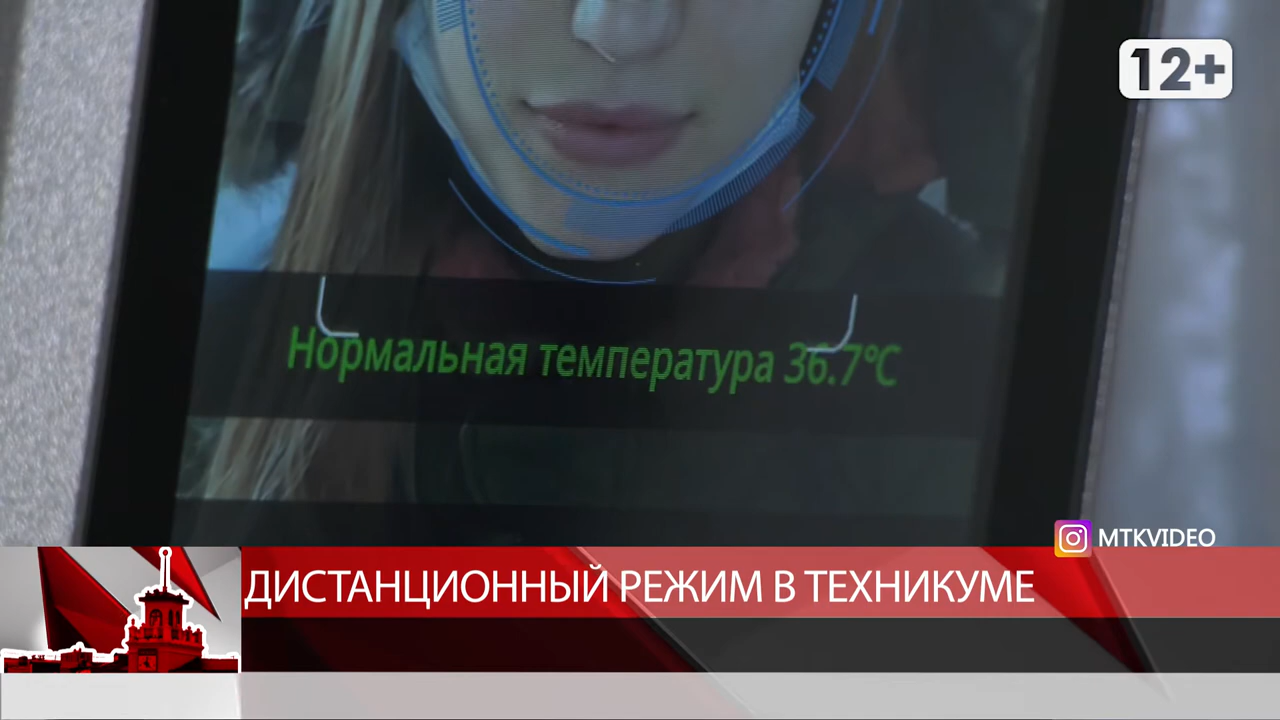 12+
Нормальная температура 36.7°C
MTKVIDEO
ДИСТАНЦИОННЫЙ РЕЖИМ В ТЕХНИКУМЕ